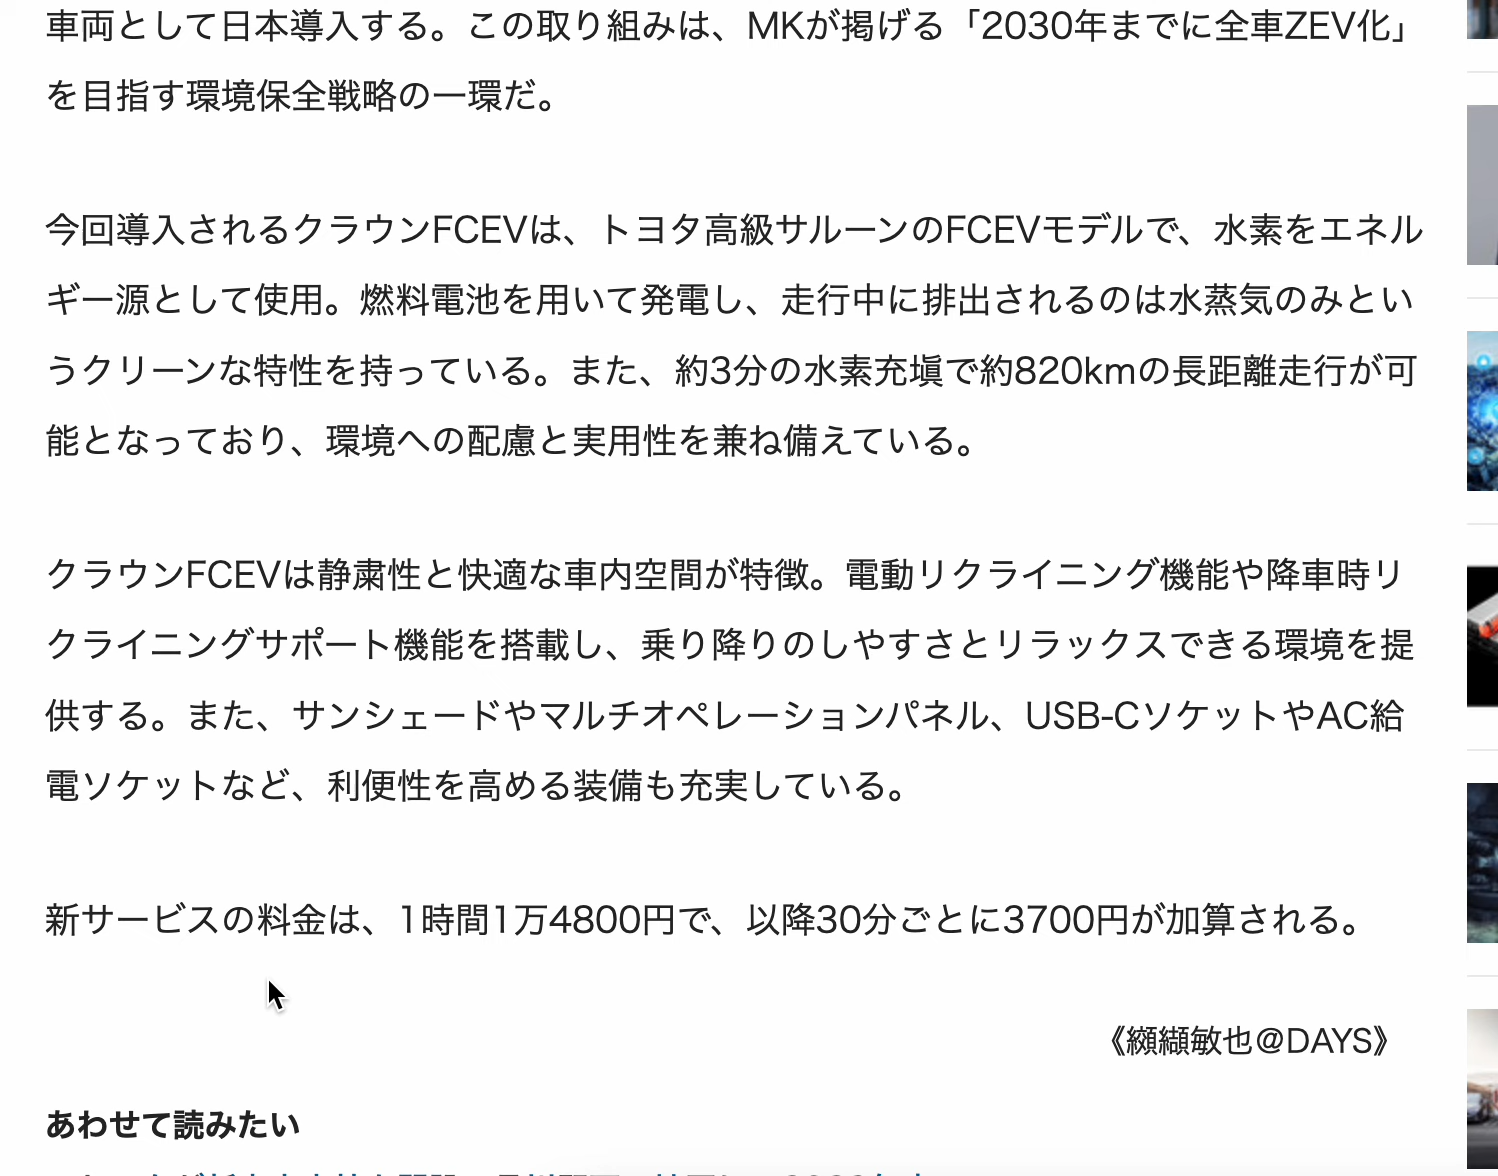 車両として日本導入する。この取り組みは、MKが掲げる「2030年までに全車ZEV化」
を目指す環境保全戦略の一環だ。
今回導入されるクラウンFCEVは、トヨタ高級サルーンのFCEVモデルで、水素をエネル
ギー源として使用。燃料電池を用いて発電し、走行中に排出されるのは水蒸気のみとい
うクリーンな特性を持っている。また、約3分の水素充塡で約820kmの長距離走行が可
能となっており、環境への配慮と実用性を兼ね備えている。
クラウンFCEVは静粛性と快適な車内空間が特徴。電動リクライニング機能や降車時リ
クライニングサポート機能を搭載し、乗り降りのしやすさとリラックスできる環境を提
供する。また、サンシェードやマルチオペレーションパネル、USB-CソケットやAC給
電ソケットなど、利便性を高める装備も充実している。
新サービスの料金は、1時間1万4800円で、以降30分ごとに3700円が加算される。
《纐纈敏也@DAYS》
あわせて読みたい